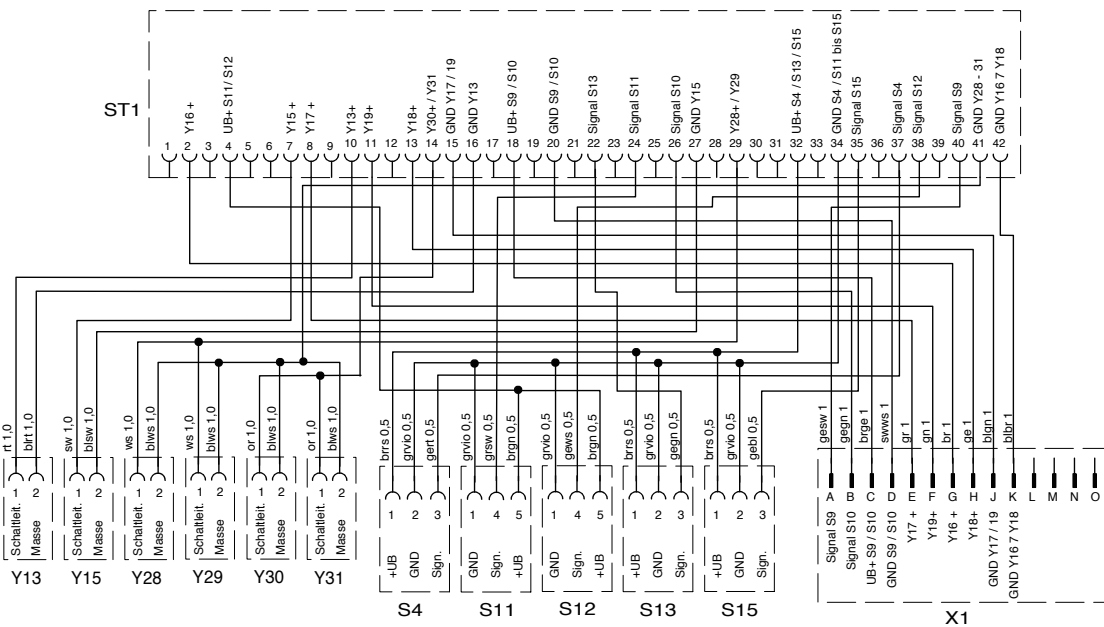 ST1
Y16 +
UB+ S11 / S12
Y15 +
Y17 +
Y13+
Y19+
Y18+
Y30+ / Y31
GND Y17 / 19
GND Y13
UB+ S9 / S10
GND S9 / S10
Signal S13
Signal S11
Signal S10
GND Y15
Y28+ / Y29
UB+ S4 / S13 / S15
GND S4 / S11 bis S15
Signal S15
Signal S4
Signal S12
Signal S9
GND Y28 - 31
GND Y16 7 Y18
1 2 3 4 5 6 7 8 9 10 11 12 13 14 15 16 17 18 19 20 21 22 23 24 25 26 27 28 29 30 31 32 33 34 35 36 37 38 39 40 41 42
rt 1,0
blrt 1,0
sw 1,0
blsw 1,0
ws 1,0
blws 1,0
ws 1,0
blws 1,0
or 1,0
blws 1,0
or 1,0
blws 1,0
brrs 0,5
grvio 0,5
gert 0,5
grvio 0,5
grsw 0,5
brgn 0,5
grvio 0,5
gews 0,5
brgn 0,5
brrs 0,5
grvio 0,5
gegn 0,5
brrs 0,5
grvio 0,5
gebl 0,5
gesw 1
gegn 1
brge 1
swws 1
gr 1
gn 1
br 1
ge 1
blgn 1
blbr 1
1 2
Schaltleit.
Masse
Y13
1 2
Schaltleit.
Masse
Y15
1 2
Schaltleit.
Masse
Y28
1 2
Schaltleit.
Masse
Y29
1 2
Schaltleit.
Masse
Y30
1 2
Schaltleit.
Masse
Y31
1 2 3
+UB
GND
Sign.
S4
1 4 5
GND
Sign.
+UB
S11
1 4 5
GND
Sign.
+UB
S12
1 2 3
+UB
GND
Sign.
S13
1 2 3
+UB
GND
Sign.
S15
A B C D E F G H J K L M N O
Signal S9
Signal S10
UB+ S9 / S10
GND S9 / S10
Y17 +
Y19+
Y16 +
Y18+
GND Y17 / 19
GND Y16 7 Y18
X1